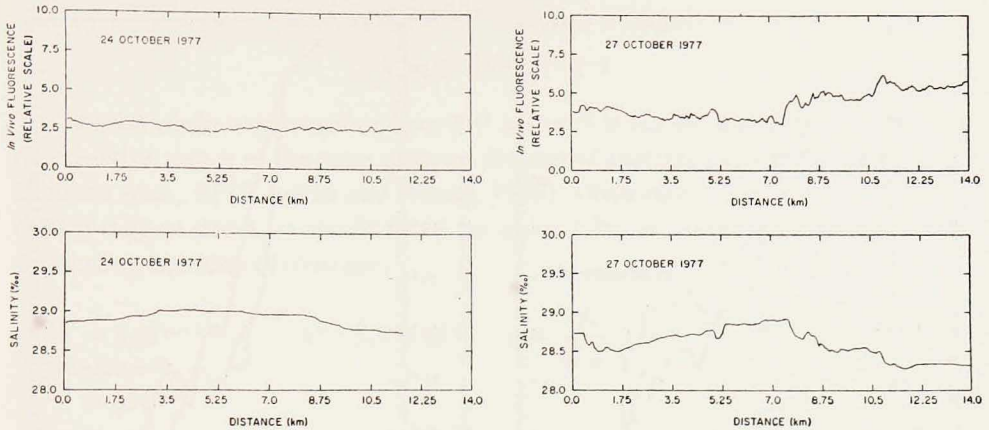 10.0
7.5
5.0
2.5
0.0
In Vivo FLUORESCENCE
(RELATIVE SCALE)
24 OCTOBER 1977
0.0 1.75 3.5 5.25 7.0 8.75 10.5 12.25 14.0
DISTANCE (km)
10.0
7.5
5.0
2.5
0.0
In Vivo FLUORESCENCE
(RELATIVE SCALE)
27 OCTOBER 1977
0.0 1.75 3.5 5.25 7.0 8.75 10.5 12.25 14.0
DISTANCE (km)
30.0
29.5
29.0
28.5
28.0
SALINITY (‰)
24 OCTOBER 1977
0.0 1.75 3.5 5.25 7.0 8.75 10.5 12.25 14.0
DISTANCE (km)
30.0
29.5
29.0
28.5
28.0
SALINITY (‰)
27 OCTOBER 1977
0.0 1.75 3.5 5.25 7.0 8.75 10.5 12.25 14.0
DISTANCE (km)